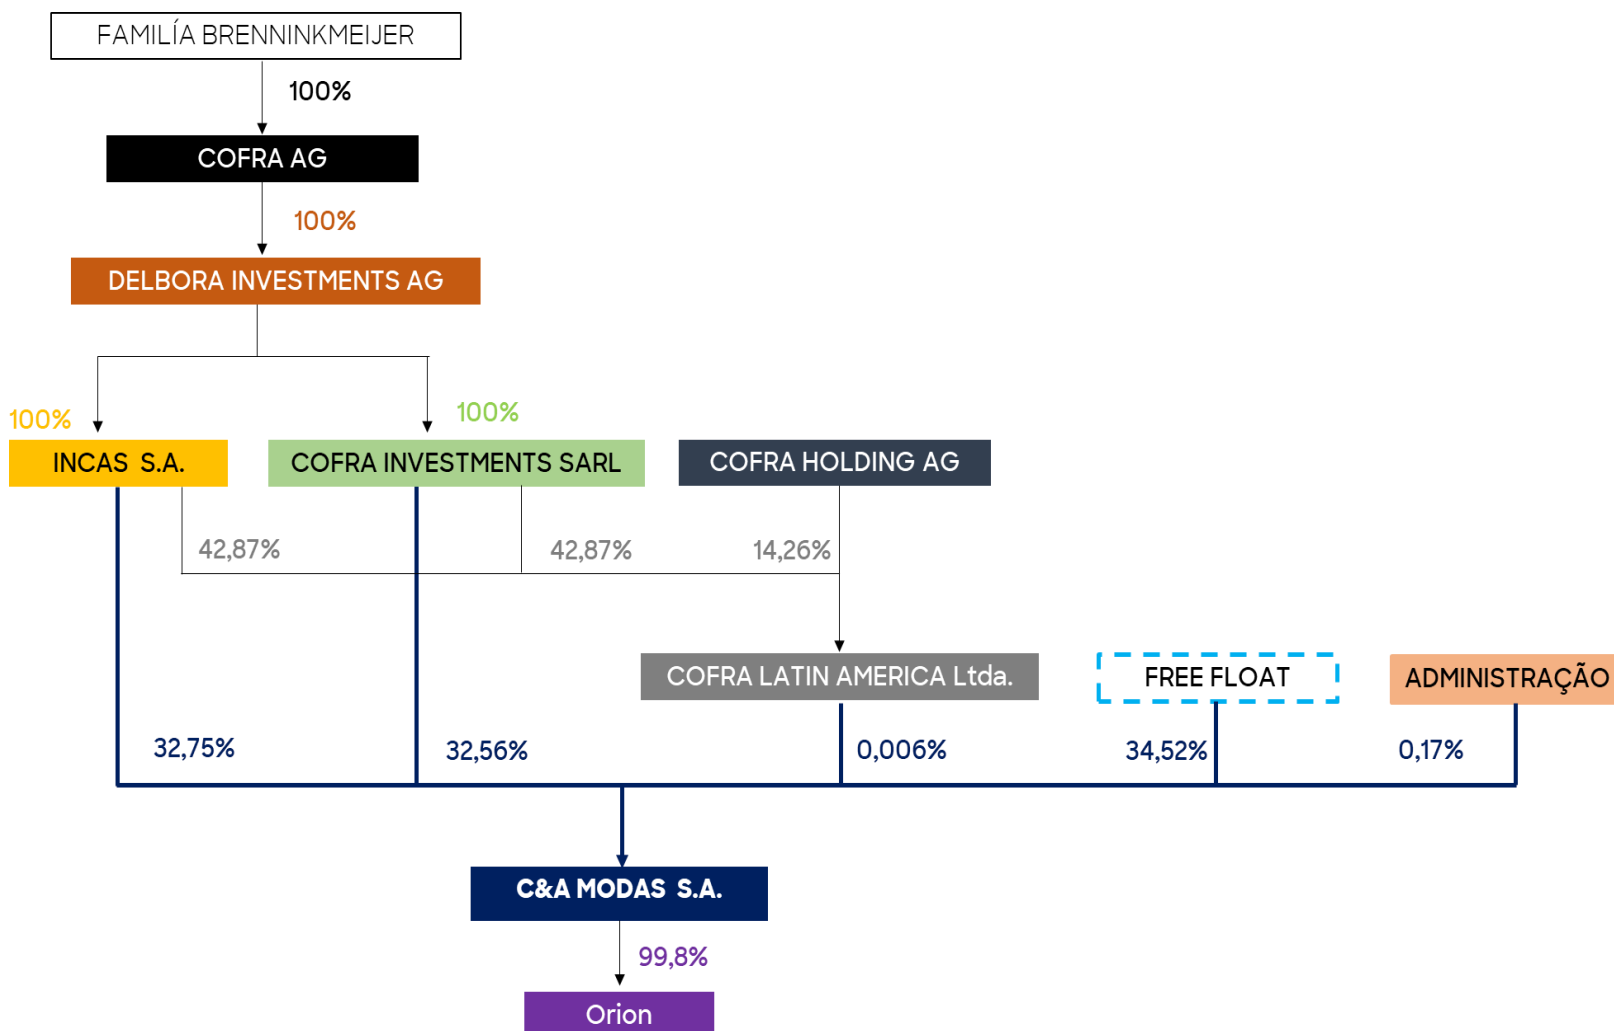 FAMILÍA BRENNINKMEIJER
100%
COFRA AG
100%
DELBORA INVESTMENTS AG
100%
100%
INCAS S.A.
COFRA INVESTMENTS SARL
COFRA HOLDING AG
42,87%
42,87%
14,26%
COFRA LATIN AMERICA Ltda.
FREE FLOAT
ADMINISTRAÇÃO
32,75%
32,56%
0,006%
34,52%
0,17%
C&A MODAS S.A.
99,8%
Orion